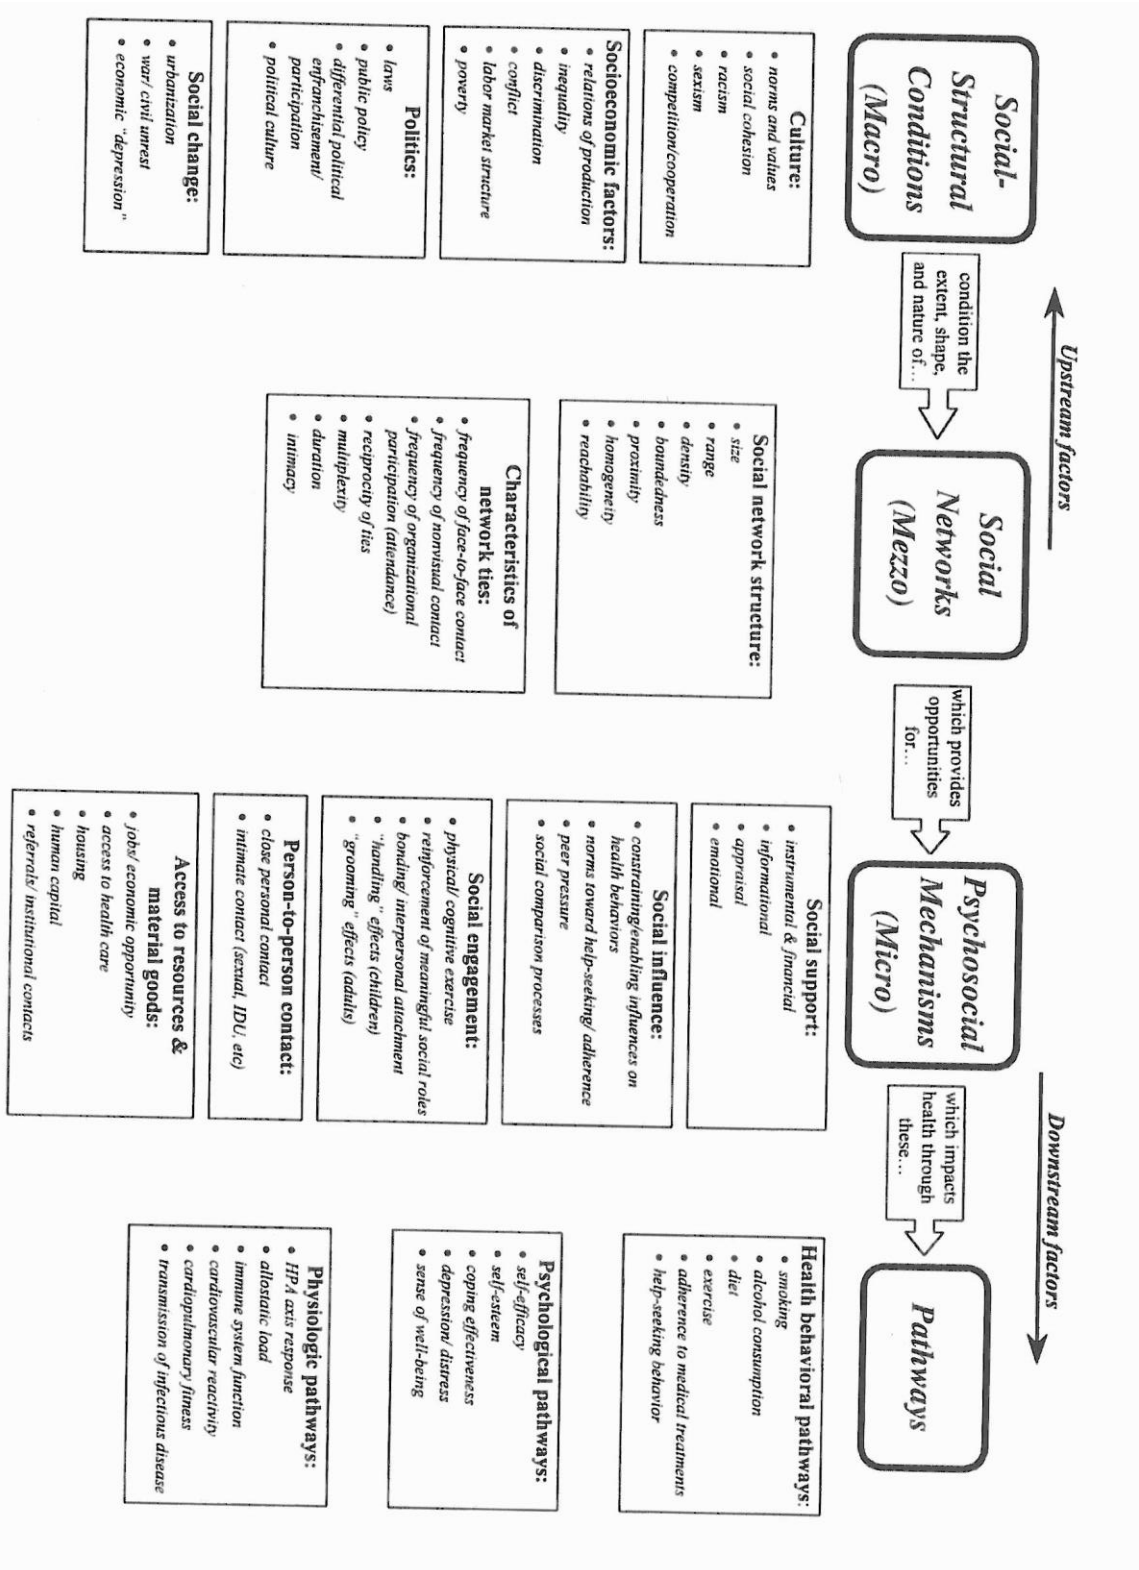 Upstream factors
Downstream factors
Social-
Structural
Conditions
(Macro)
condition the
extent, shape,
and nature of…
Social
Networks
(Mezzo)
which provides
opportunities
for…
Psychosocial
Mechanisms
(Micro)
which impacts
health through
these…
Pathways
Culture:
• norms and values
• social cohesion
• racism
• sexism
• competition/cooperation
Socioeconomic factors:
• relations of production
• inequality
• discrimination
• conflict
• labor market structure
• poverty
Politics:
• laws
• public policy
• differential political
enfranchisement/
participation
• political culture
Social change:
• urbanization
• war/ civil unrest
• economic "depression"
Social network structure:
• size
• range
• density
• boundedness
• proximity
• homogeneity
• reachability
Characteristics of
network ties:
• frequency of face-to-face contact
• frequency of nonvisual contact
• frequency of organizational
participation (attendance)
• reciprocity of ties
• multiplexity
• duration
• intimacy
Social support:
• instrumental & financial
• informational
• appraisal
• emotional
Social influence:
• constraining/enabling influences on
health behaviors
• norms toward help-seeking/ adherence
• peer pressure
• social comparison processes
Social engagement:
• physical/ cognitive exercise
• reinforcement of meaningful social roles
• bonding/ interpersonal attachment
• "handling" effects (children)
• "grooming" effects (adults)
Person-to-person contact:
• close personal contact
• intimate contact (sexual, IDU, etc)
Access to resources &
material goods:
• jobs/ economic opportunity
• access to health care
• housing
• human capital
• referrals/ institutional contacts
Health behavioral pathways:
• smoking
• alcohol consumption
• diet
• exercise
• adherence to medical treatments
• help-seeking behavior
Psychological pathways:
• self-efficacy
• self-esteem
• coping effectiveness
• depression/ distress
• sense of well-being
Physiologic pathways:
• HPA axis response
• allostatic load
• immune system function
• cardiovascular reactivity
• cardiopulmonary fitness
• transmission of infectious disease